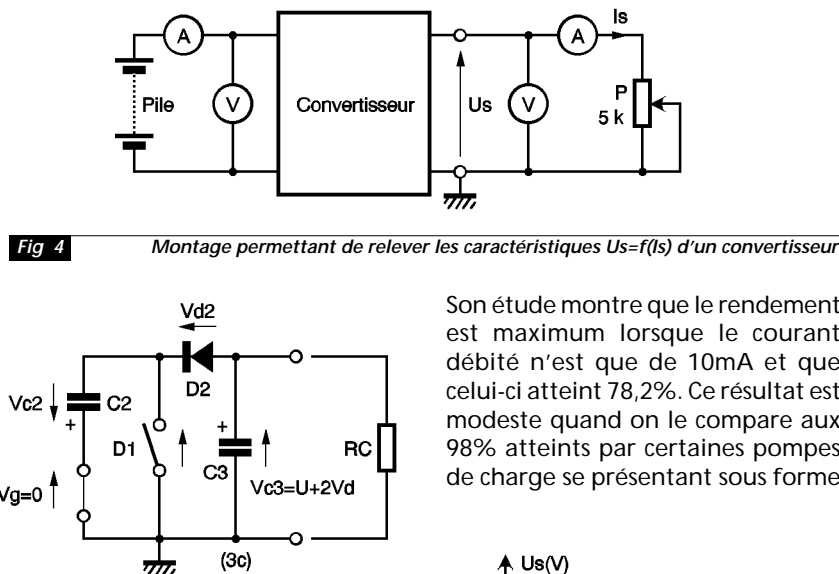 A
Is
A
Pile
V
Convertisseur
Us
V
P
5 k
Fig 4
Montage permettant de relever les caractéristiques Us=f(Is) d'un convertisseur
Vd2
D2
Vc2
C2
+
D1
+
C3
RC
Vc3=U+2Vd
Vg=0
(3c)
Son étude montre que le rendement
est maximum lorsque le courant
débité n'est que de 10mA et que
celui-ci atteint 78,2%. Ce résultat est
modeste quand on le compare aux
98% atteints par certaines pompes
de charge se présentant sous forme
Us(V)